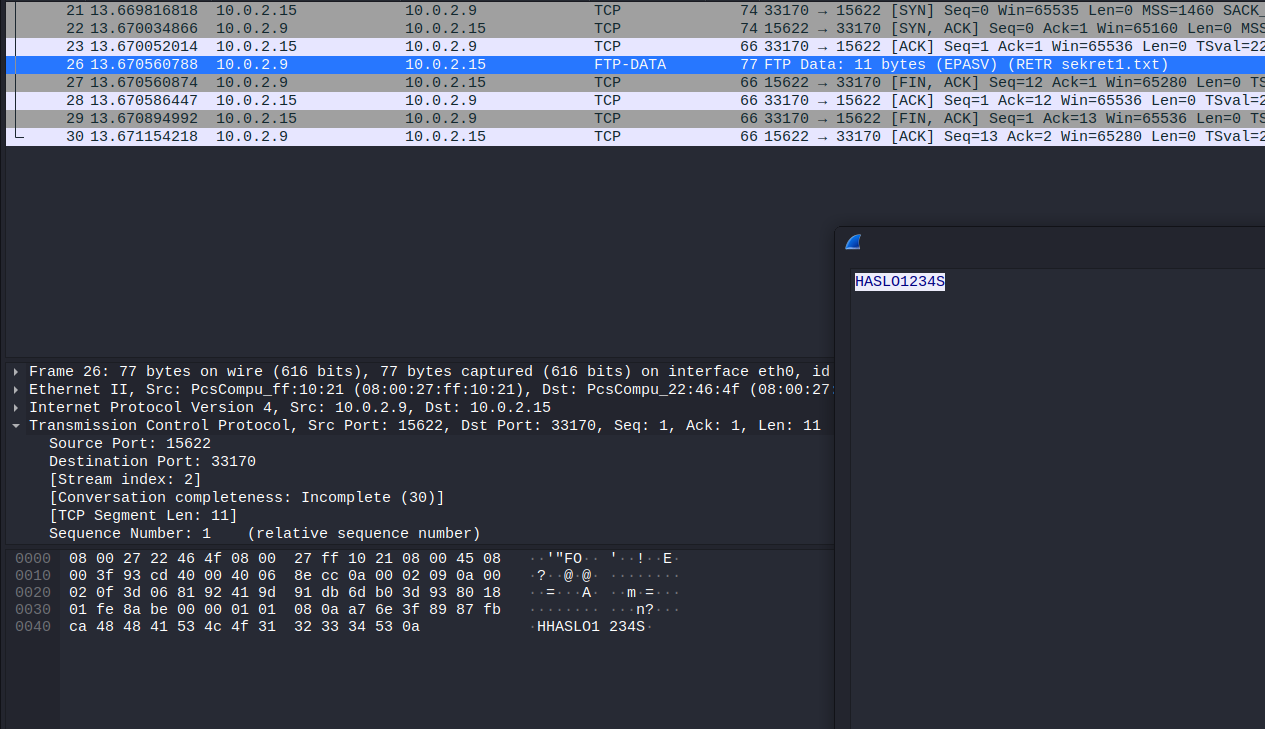 21 13.669816818 10.0.2.15 10.0.2.9 TCP 74 33170 → 15622 [SYN] Seq=0 Win=65535 Len=0 MSS=1460 SACK_
22 13.670034866 10.0.2.9 10.0.2.15 TCP 74 15622 → 33170 [SYN, ACK] Seq=0 Ack=1 Win=65160 Len=0 MSS
23 13.670052014 10.0.2.15 10.0.2.9 TCP 66 33170 → 15622 [ACK] Seq=1 Ack=1 Win=65536 Len=0 TSval=22
26 13.670560788 10.0.2.9 10.0.2.15 FTP-DATA 77 FTP Data: 11 bytes (EPASV) (RETR sekret1.txt)
27 13.670560874 10.0.2.9 10.0.2.15 TCP 66 15622 → 33170 [FIN, ACK] Seq=12 Ack=1 Win=65280 Len=0 TS
28 13.670586447 10.0.2.15 10.0.2.9 TCP 66 33170 → 15622 [ACK] Seq=1 Ack=12 Win=65536 Len=0 TSval=2
29 13.670894992 10.0.2.15 10.0.2.9 TCP 66 33170 → 15622 [FIN, ACK] Seq=1 Ack=13 Win=65536 Len=0 TS
30 13.671154218 10.0.2.9 10.0.2.15 TCP 66 15622 → 33170 [ACK] Seq=13 Ack=2 Win=65280 Len=0 TSval=2
HASLO1234S
Frame 26: 77 bytes on wire (616 bits), 77 bytes captured (616 bits) on interface eth0, id
Ethernet II, Src: PcsCompu_ff:10:21 (08:00:27:ff:10:21), Dst: PcsCompu_22:46:4f (08:00:27:
Internet Protocol Version 4, Src: 10.0.2.9, Dst: 10.0.2.15
Transmission Control Protocol, Src Port: 15622, Dst Port: 33170, Seq: 1, Ack: 1, Len: 11
Source Port: 15622
Destination Port: 33170
[Stream index: 2]
[Conversation completeness: Incomplete (30)]
[TCP Segment Len: 11]
Sequence Number: 1 (relative sequence number)
0000 08 00 27 22 46 4f 08 00 27 ff 10 21 08 00 45 08 ··'"FO·· '··!··E·
0010 00 3f 93 cd 40 00 40 06 8e cc 0a 00 02 09 0a 00 ·?··@·@· ········
0020 02 0f 3d 06 81 92 41 9d 91 db 6d b0 3d 93 80 18 ··=···A· ··m·=···
0030 01 fe 8a be 00 00 01 01 08 0a a7 6e 3f 89 87 fb ········ ···n?···
0040 ca 48 48 41 53 4c 4f 31 32 33 34 53 0a ·HHASLO1 234S·